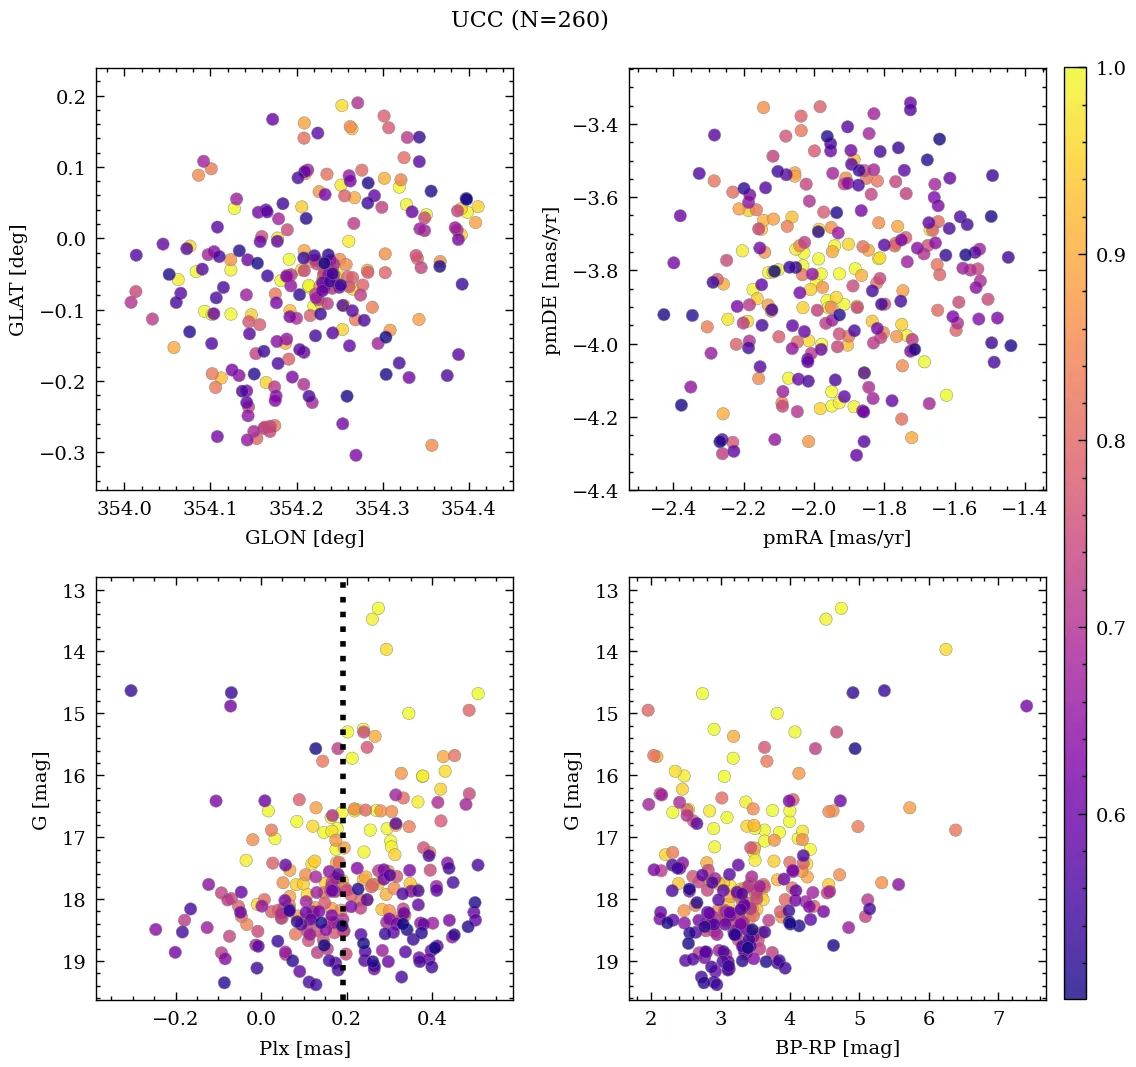 UCC (N=260)
0.2
0.1
0.0
−0.1
−0.2
−0.3
GLAT [deg]
354.0 354.1 354.2 354.3 354.4
GLON [deg]
−3.4
−3.6
−3.8
−4.0
−4.2
−4.4
pmDE [mas/yr]
−2.4 −2.2 −2.0 −1.8 −1.6 −1.4
pmRA [mas/yr]
13
14
15
16
17
18
19
G [mag]
−0.2 0.0 0.2 0.4
Plx [mas]
13
14
15
16
17
18
19
G [mag]
2 3 4 5 6 7
BP-RP [mag]
1.0
0.9
0.8
0.7
0.6